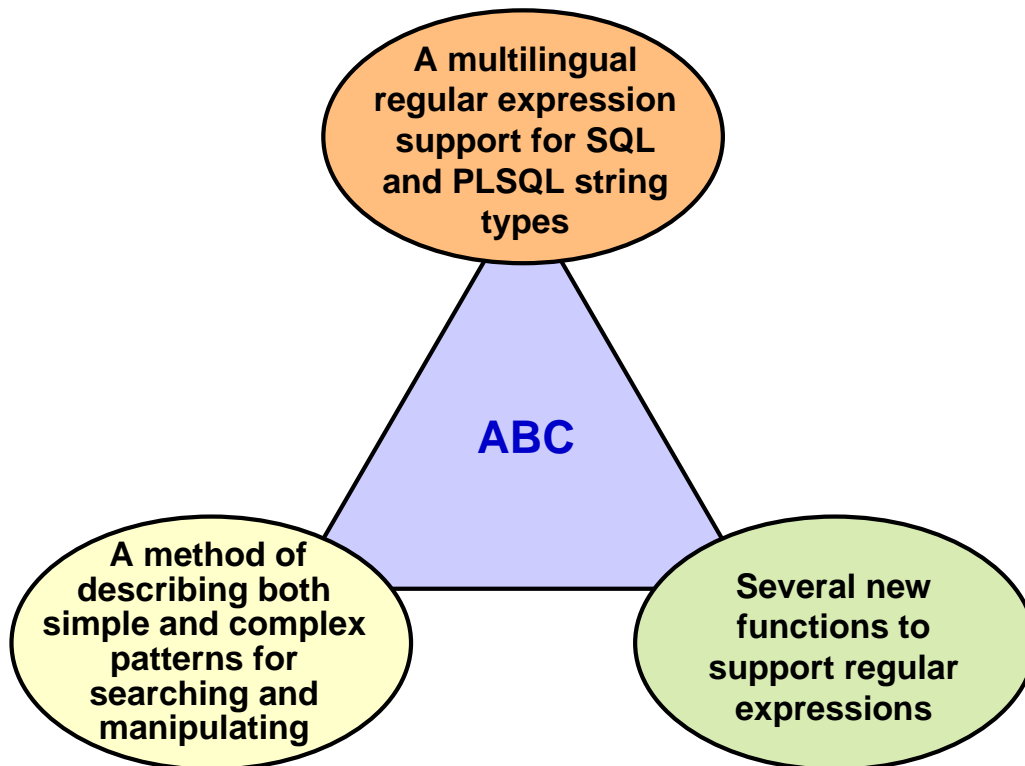 A multilingual
regular expression
support for SQL
and PLSQL string
types
ABC
A method of
describing both
simple and complex
patterns for
searching and
manipulating
Several new
functions to
support regular
expressions